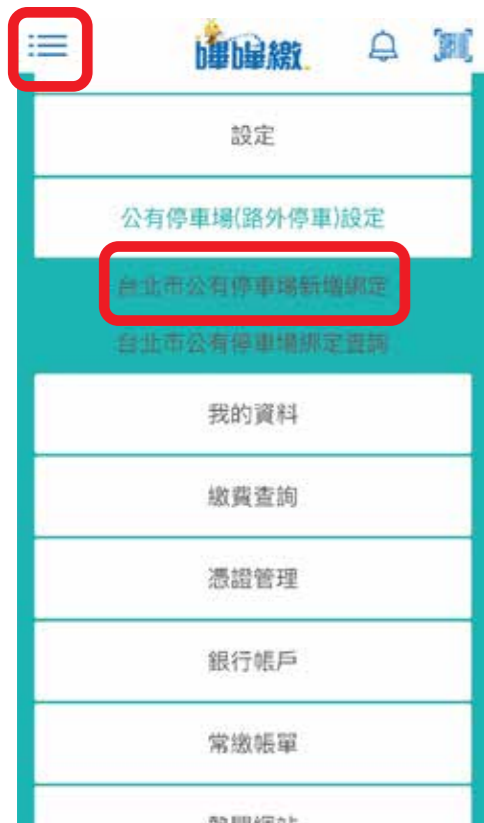 嗶嗶繳
設定
公有停車場(路外停車)設定
台北市公有停車場新增綁定
台北市公有停車場綁定查詢
我的資料
繳費查詢
憑證管理
銀行帳戶
常繳帳單